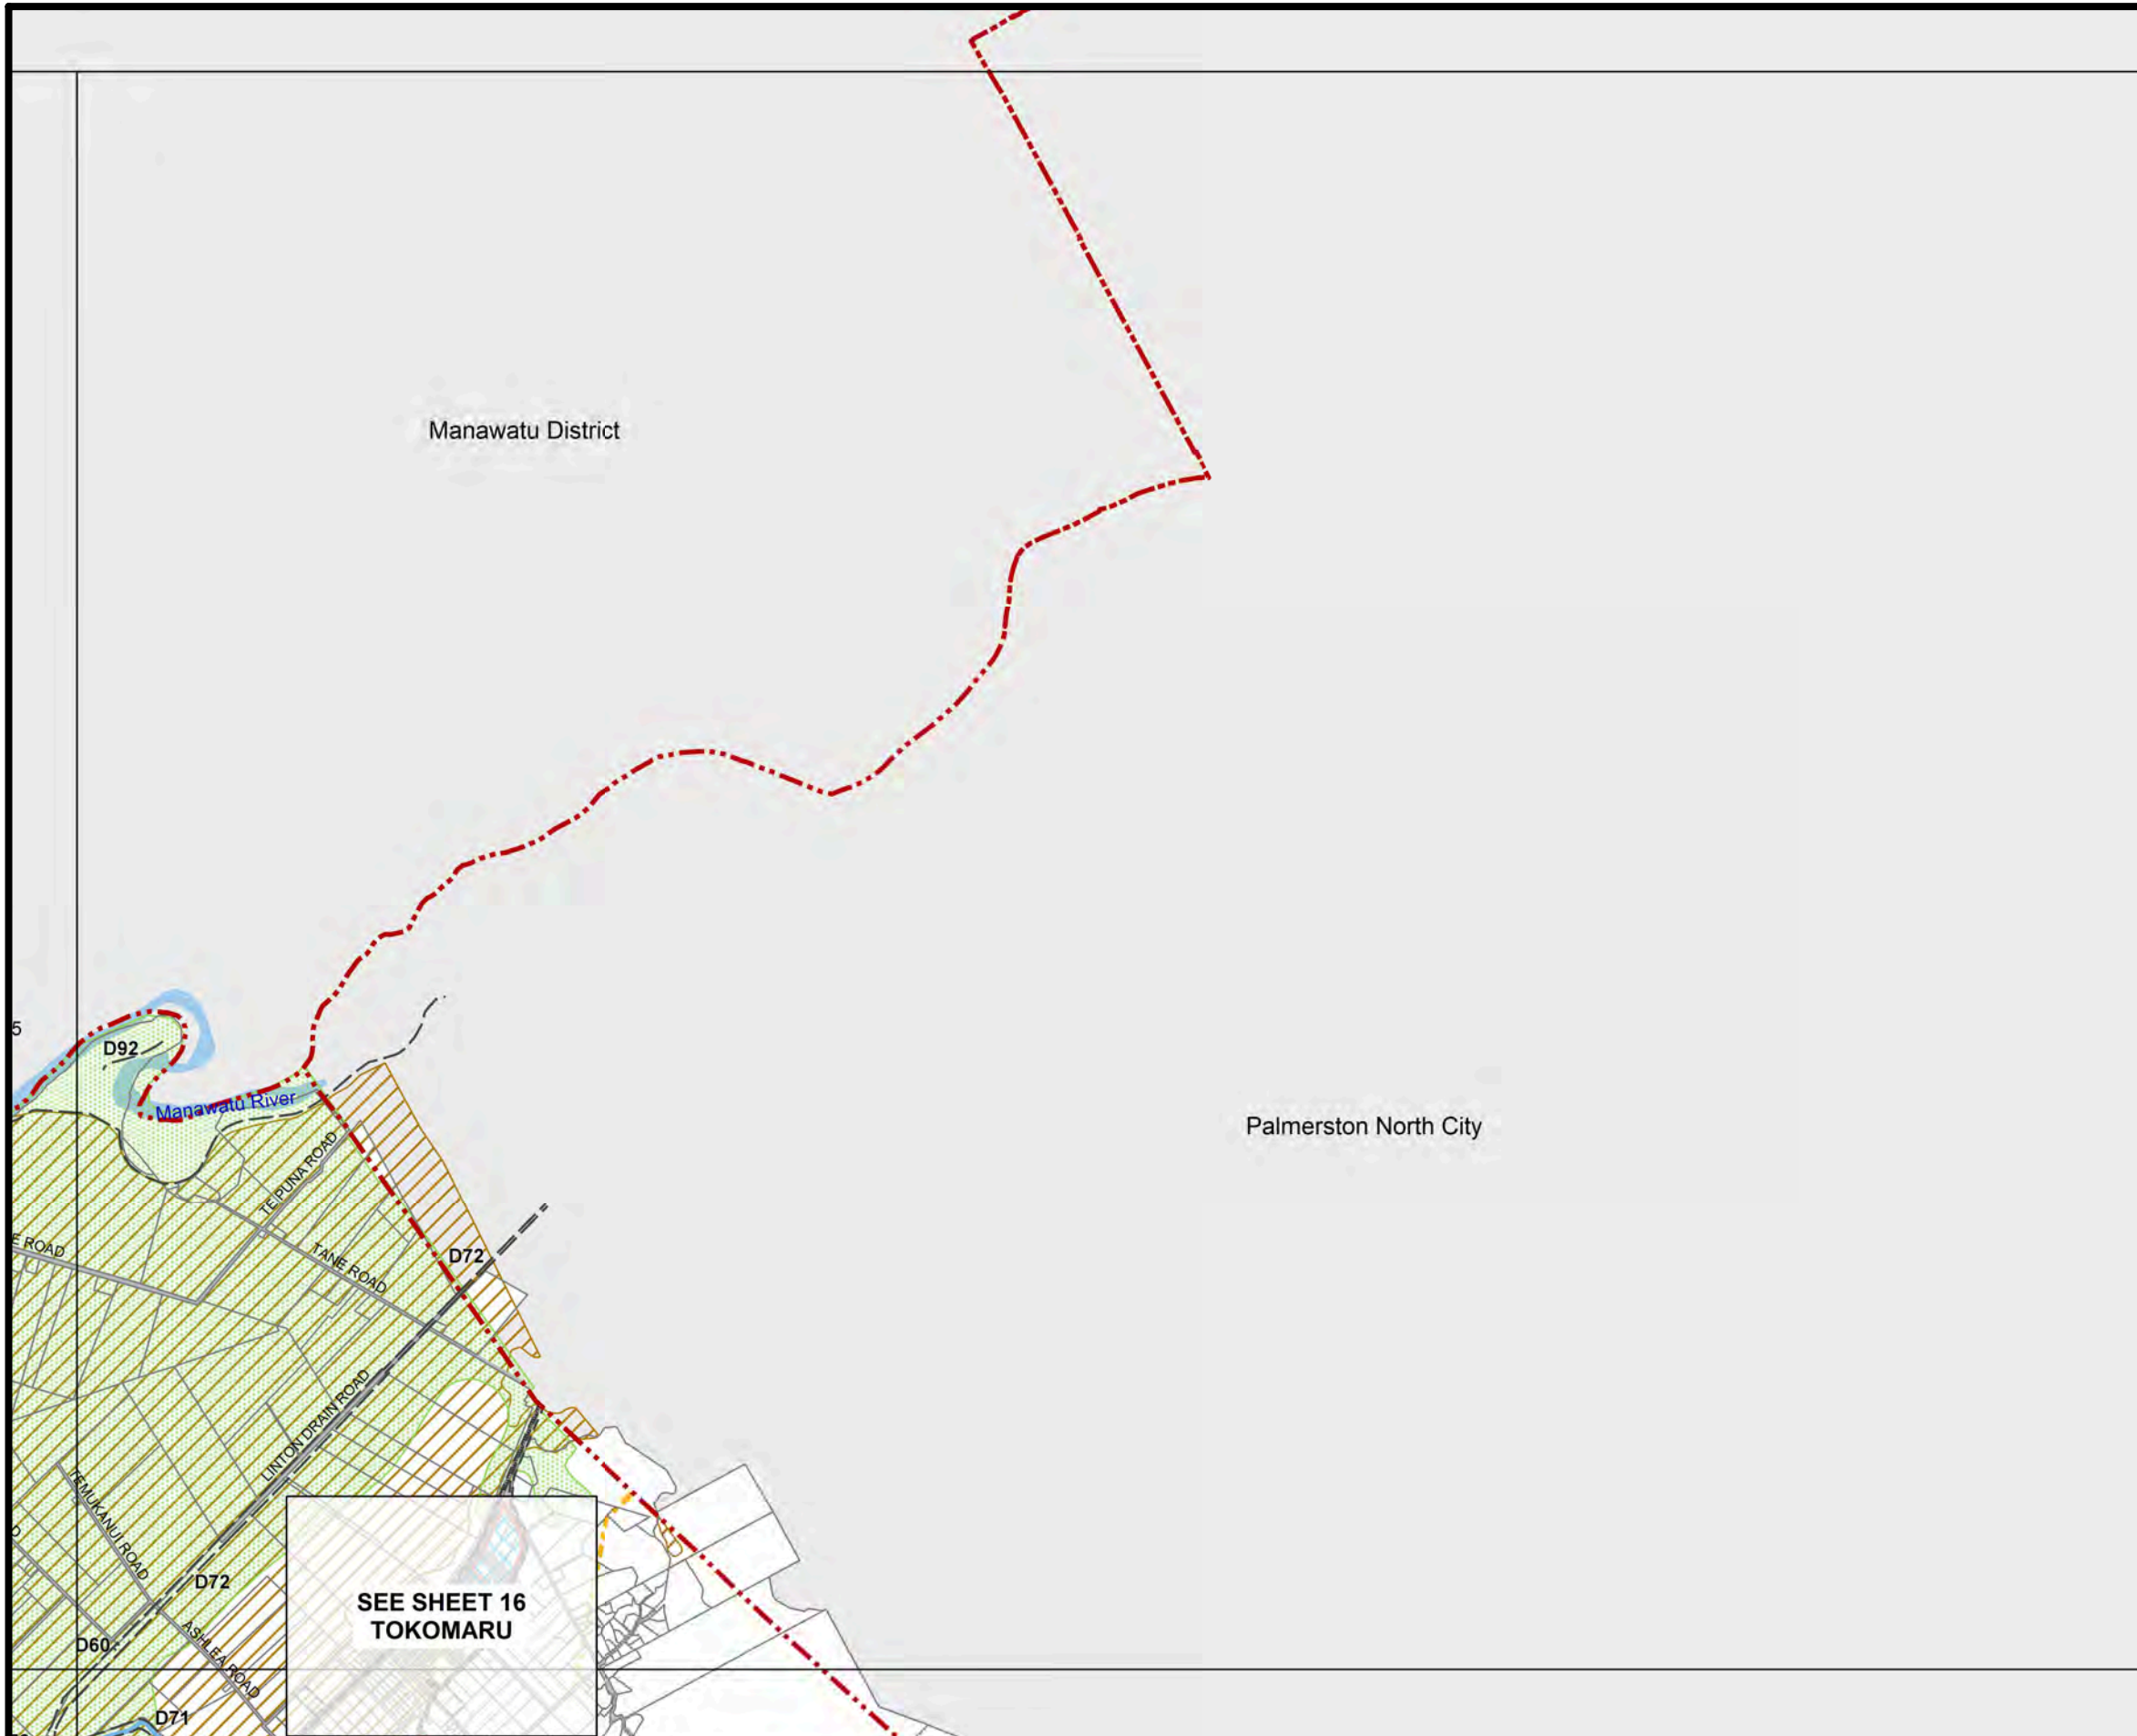 Manawatu District
5
D92
Manawatu River
Palmerston North City
TE PUNA ROAD
E ROAD
TANE ROAD
D72
LINTON DRAIN ROAD
TEMUKANUI ROAD
D
D72
SEE SHEET 16
TOKOMARU
D60
ASHLEA ROAD
D71